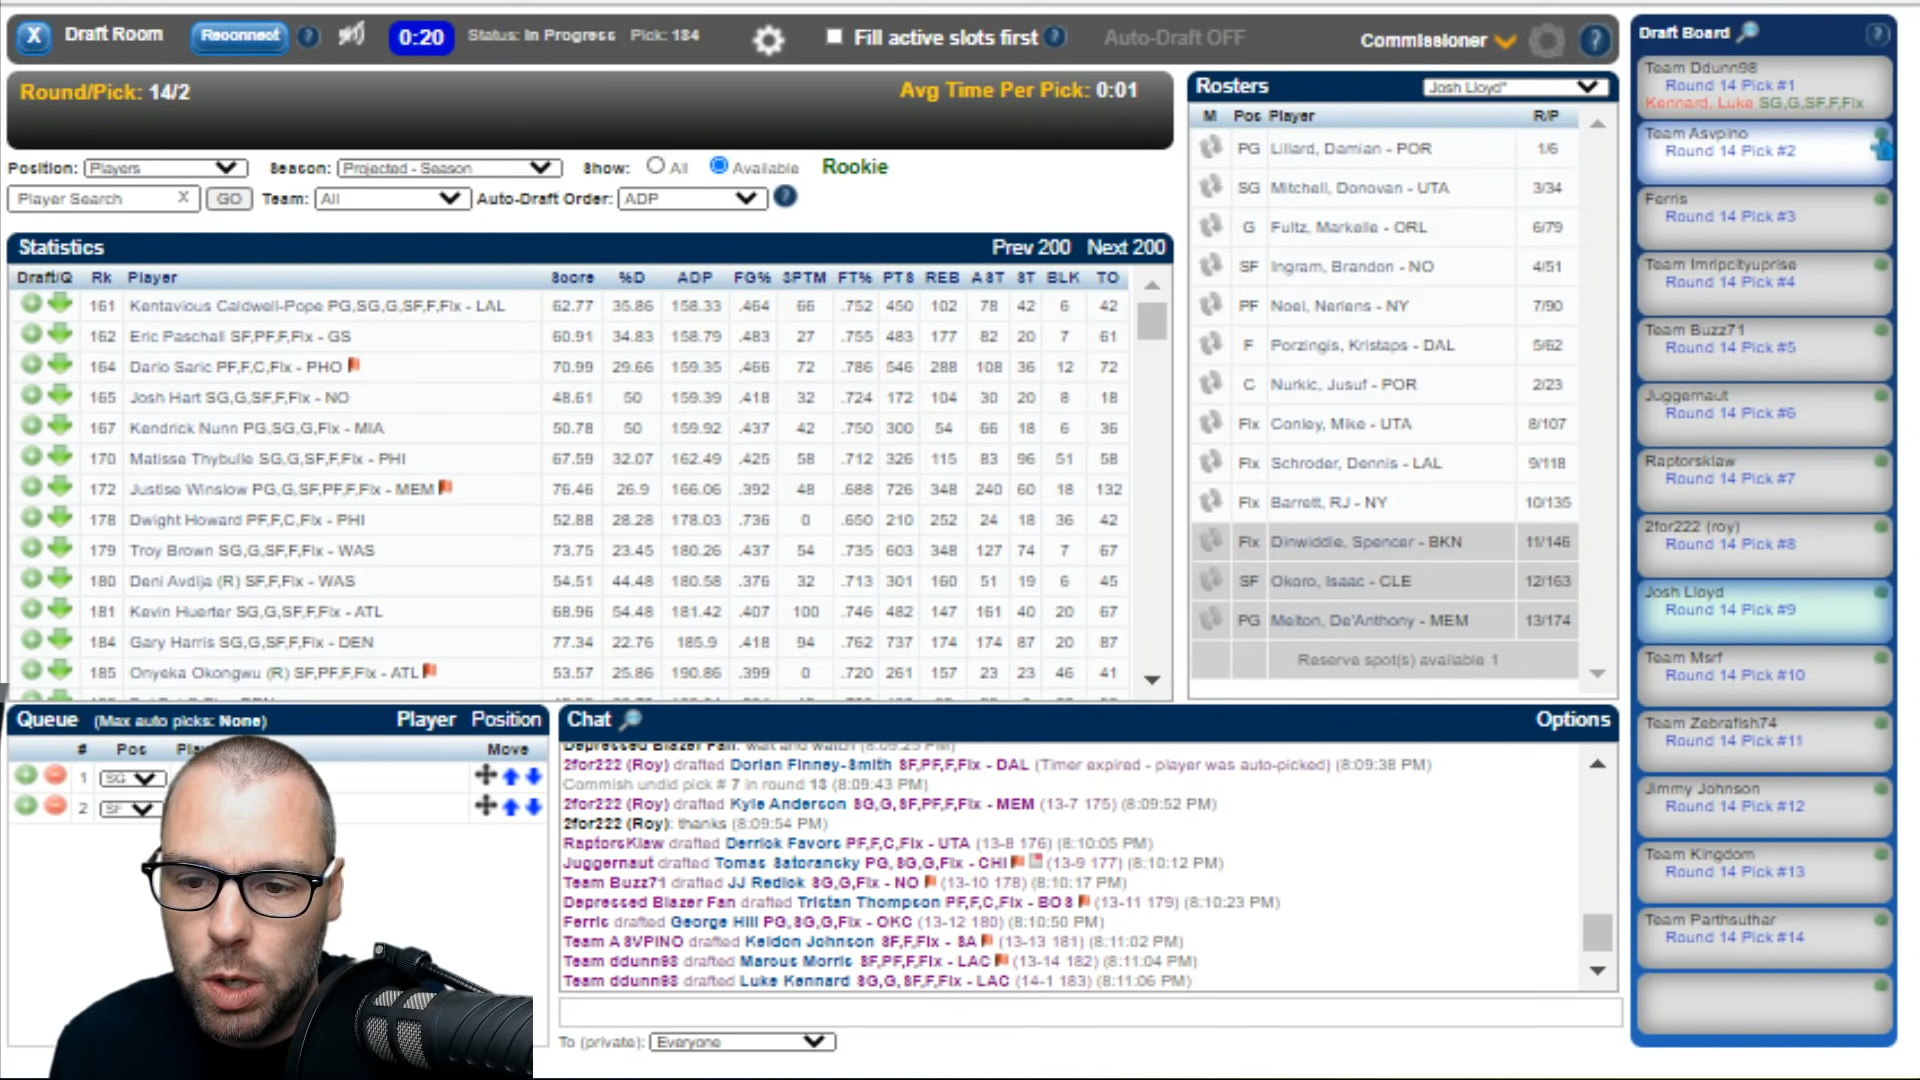 X Draft Room Reconnect ? 0:20 Status: In Progress Pick: 184 Fill active slots first ? Auto-Draft OFF Commissioner ?
Round/Pick: 14/2 Avg Time Per Pick: 0:01
Position: Players Season: Projected - Season Show: All Available Rookie
Player Search X GO Team: All Auto-Draft Order: ADP ?
Statistics Prev 200 Next 200
Draft/Q Rk Player Score %D ADP FG% 3PTM FT% PTS REB AST ST BLK TO
161 Kentavious Caldwell-Pope PG,SG,G,SF,F,Flx - LAL 62.77 35.86 158.33 .464 66 .752 450 102 78 42 6 42
162 Eric Paschall SF,PF,F,Flx - GS 60.91 34.83 158.79 .483 27 .755 483 177 82 20 7 61
164 Dario Saric PF,F,C,Flx - PHO 70.99 29.66 159.35 .466 72 .786 546 288 108 36 12 72
165 Josh Hart SG,G,SF,F,Flx - NO 48.61 50 159.39 .418 32 .724 172 104 30 20 8 18
167 Kendrick Nunn PG,SG,G,Flx - MIA 50.78 50 159.92 .437 42 .750 300 54 66 18 6 36
170 Matisse Thybulle SG,G,SF,F,Flx - PHI 67.59 32.07 162.49 .425 58 .712 326 115 83 96 51 58
172 Justise Winslow PG,G,SF,PF,F,Flx - MEM 76.46 26.9 166.06 .392 48 .688 726 348 240 60 18 132
178 Dwight Howard PF,F,C,Flx - PHI 52.88 28.28 178.03 .736 0 .650 210 252 24 18 36 42
179 Troy Brown SG,G,SF,F,Flx - WAS 73.75 23.45 180.26 .437 54 .735 603 348 127 74 7 67
180 Deni Avdija (R) SF,F,Flx - WAS 54.51 44.48 180.58 .376 32 .713 301 160 51 19 6 45
181 Kevin Huerter SG,G,SF,F,Flx - ATL 68.96 54.48 181.42 .407 100 .746 482 147 161 40 20 67
184 Gary Harris SG,G,SF,F,Flx - DEN 77.34 22.76 185.9 .418 94 .762 737 174 174 87 20 87
185 Onyeka Okongwu (R) SF,PF,F,Flx - ATL 53.57 25.86 190.86 .399 0 .720 261 157 23 23 46 41
Rosters Josh Lloyd*
M Pos Player R/P
PG Lillard, Damian - POR 1/6
SG Mitchell, Donovan - UTA 3/34
G Fultz, Markelle - ORL 6/79
SF Ingram, Brandon - NO 4/51
PF Noel, Nerlens - NY 7/90
F Porzingis, Kristaps - DAL 5/62
C Nurkic, Jusuf - POR 2/23
Flx Conley, Mike - UTA 8/107
Flx Schroder, Dennis - LAL 9/118
Flx Barrett, RJ - NY 10/135
Flx Dinwiddie, Spencer - BKN 11/146
SF Okoro, Isaac - CLE 12/163
PG Melton, De'Anthony - MEM 13/174
Reserve spot(s) available 1
Draft Board ?
Team Ddunn98
Round 14 Pick #1
Kennard, Luke SG,G,SF,F,Flx
Team Asvpino
Round 14 Pick #2
Ferris
Round 14 Pick #3
Team Imripcityuprise
Round 14 Pick #4
Team Buzz71
Round 14 Pick #5
Juggernaut
Round 14 Pick #6
Raptorsklaw
Round 14 Pick #7
2for222 (roy)
Round 14 Pick #8
Josh Lloyd
Round 14 Pick #9
Team Msrf
Round 14 Pick #10
Team Zebrafish74
Round 14 Pick #11
Jimmy Johnson
Round 14 Pick #12
Team Kingdom
Round 14 Pick #13
Team Parthsuthar
Round 14 Pick #14
Queue (Max auto picks: None) Player Position
# Pos Move
1 SG
2 SF
Chat Options
Depressed Blazer Fan: wait and watch (8:09:25 PM)
2for222 (Roy) drafted Dorian Finney-Smith SF,PF,F,Flx - DAL (Timer expired - player was auto-picked) (8:09:38 PM)
Commish undid pick # 7 in round 13 (8:09:43 PM)
2for222 (Roy) drafted Kyle Anderson SG,G,SF,PF,F,Flx - MEM (13-7 175) (8:09:52 PM)
2for222 (Roy): thanks (8:09:54 PM)
RaptorsKlaw drafted Derrick Favors PF,F,C,Flx - UTA (13-8 176) (8:10:05 PM)
Juggernaut drafted Tomas Satoransky PG,SG,G,Flx - CHI (13-9 177) (8:10:12 PM)
Team Buzz71 drafted JJ Redick SG,G,Flx - NO (13-10 178) (8:10:17 PM)
Depressed Blazer Fan drafted Tristan Thompson PF,F,C,Flx - BOS (13-11 179) (8:10:23 PM)
Ferris drafted George Hill PG,SG,G,Flx - OKC (13-12 180) (8:10:50 PM)
Team ASVPINO drafted Keldon Johnson SF,F,Flx - SA (13-13 181) (8:11:02 PM)
Team ddunn98 drafted Marcus Morris SF,PF,F,Flx - LAC (13-14 182) (8:11:04 PM)
Team ddunn98 drafted Luke Kennard SG,G,SF,F,Flx - LAC (14-1 183) (8:11:06 PM)
To (private): Everyone